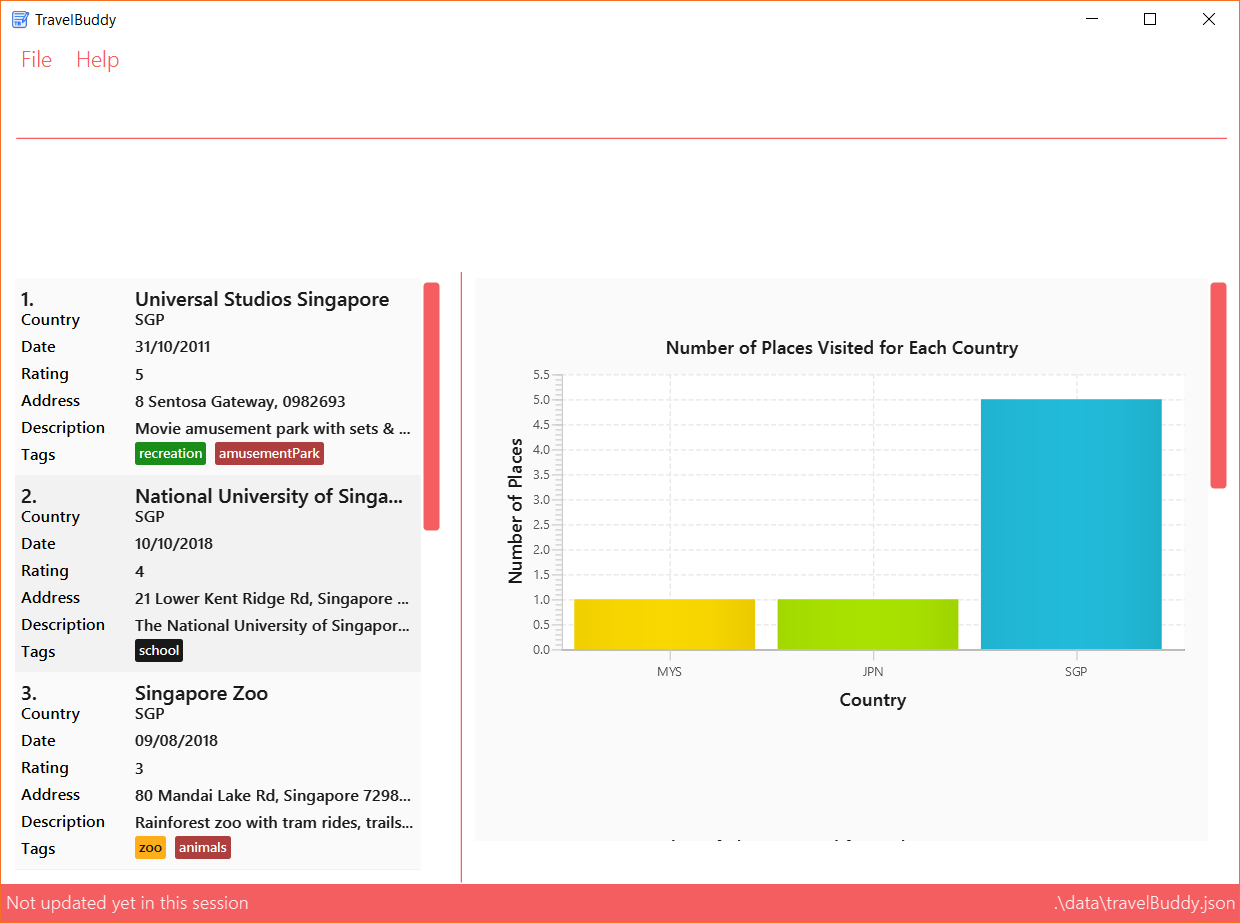 TravelBuddy
File Help
1. Universal Studios Singapore
Country SGP
Date 31/10/2011
Rating 5
Address 8 Sentosa Gateway, 0982693
Description Movie amusement park with sets & ...
Tags recreation amusementPark
2. National University of Singa...
Country SGP
Date 10/10/2018
Rating 4
Address 21 Lower Kent Ridge Rd, Singapore ...
Description The National University of Singapor...
Tags school
3. Singapore Zoo
Country SGP
Date 09/08/2018
Rating 3
Address 80 Mandai Lake Rd, Singapore 7298...
Description Rainforest zoo with tram rides, trails...
Tags zoo animals
Number of Places Visited for Each Country
Number of Places
5.5
5.0
4.5
4.0
3.5
3.0
2.5
2.0
1.5
1.0
0.5
0.0
MYS JPN SGP
Country
Not updated yet in this session
.\data\travelBuddy.json